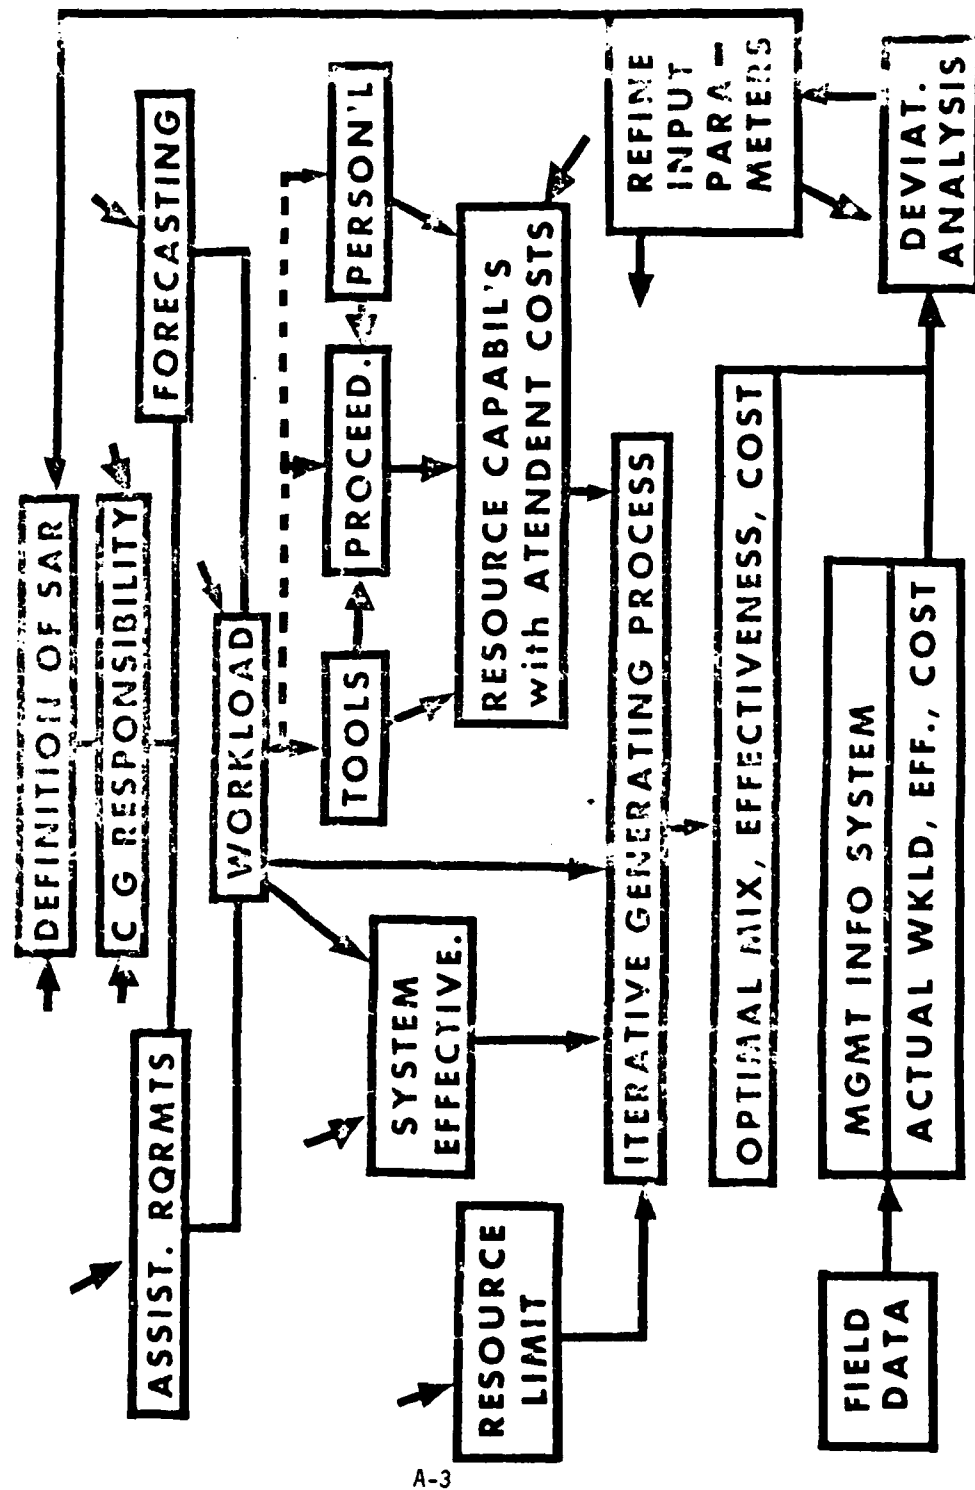 DEFINITION OF SAR
C G RESPONSIBILITY
ASSIST. RQRMTS
FORECASTING
WORKLOAD
TOOLS
PROCEED.
PERSON'L
SYSTEM
EFFECTIVE.
RESOURCE CAPABIL'S
with ATENDENT COSTS
RESOURCE
LIMIT
ITERATIVE GENERATING PROCESS
REFINE
INPUT
PARA -
METERS
OPTIMAL MIX, EFFECTIVENESS, COST
MGMT INFO SYSTEM
ACTUAL WKLD, EFF., COST
FIELD
DATA
DEVIAT.
ANALYSIS
A-3